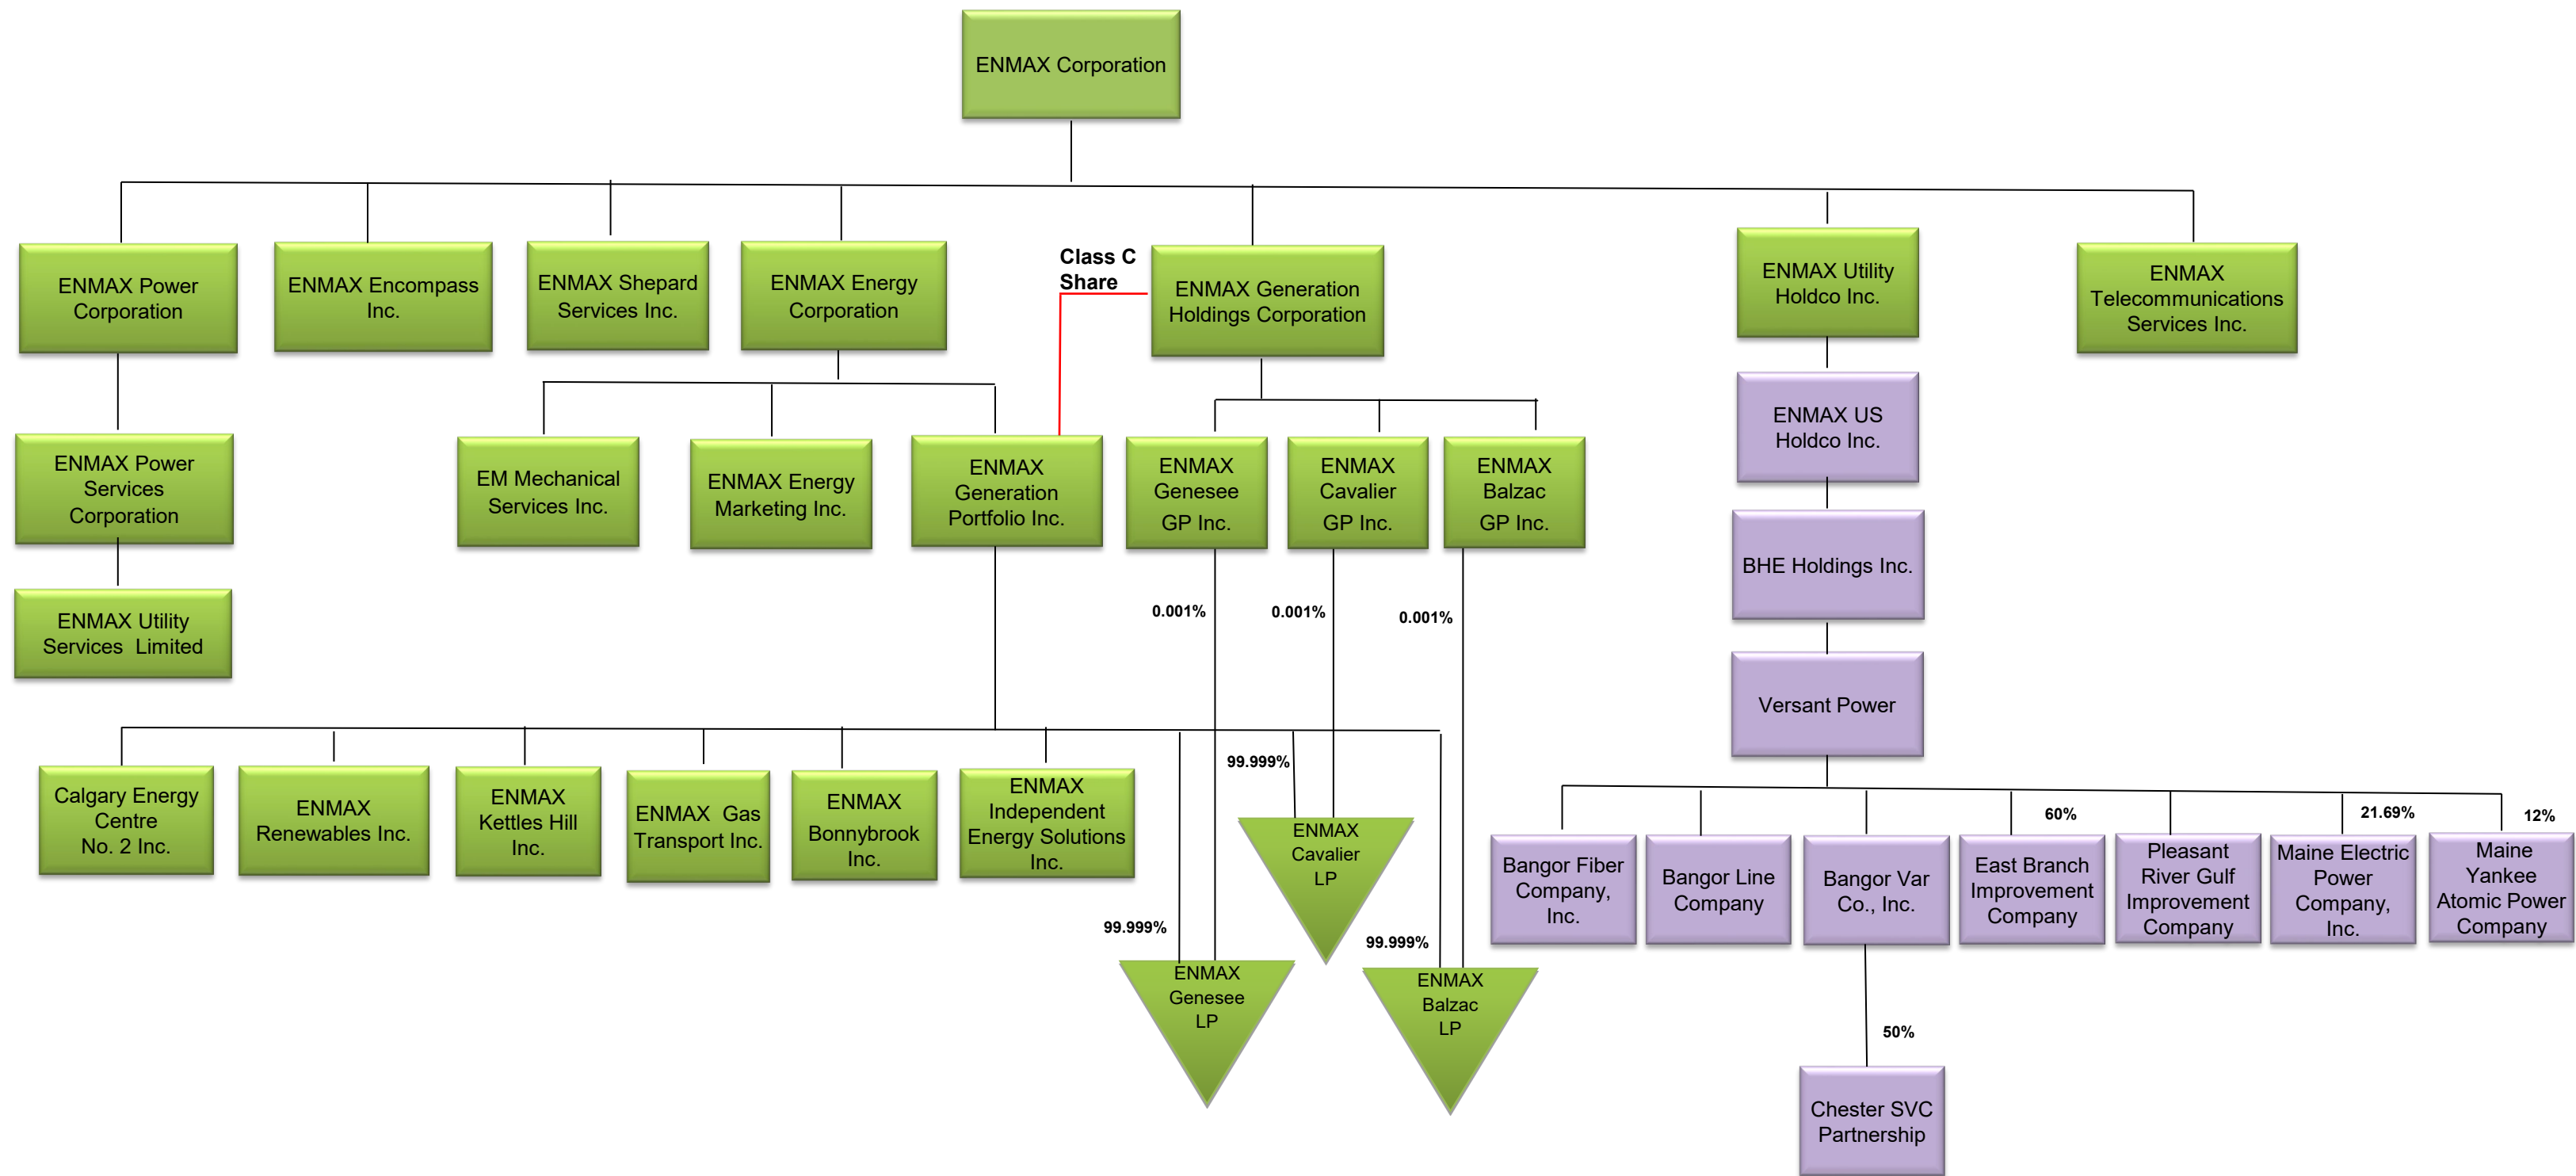 ENMAX Corporation
ENMAX Power
Corporation
ENMAX Encompass
Inc.
ENMAX Shepard
Services Inc.
ENMAX Energy
Corporation
Class C
Share
ENMAX Generation
Holdings Corporation
ENMAX Utility
Holdco Inc.
ENMAX
Telecommunications
Services Inc.
ENMAX Power
Services
Corporation
EM Mechanical
Services Inc.
ENMAX Energy
Marketing Inc.
ENMAX
Generation
Portfolio Inc.
ENMAX
Genesee
GP Inc.
ENMAX
Cavalier
GP Inc.
ENMAX
Balzac
GP Inc.
ENMAX US
Holdco Inc.
BHE Holdings Inc.
ENMAX Utility
Services Limited
0.001%
0.001%
0.001%
Versant Power
Calgary Energy
Centre
No. 2 Inc.
ENMAX
Renewables Inc.
ENMAX
Kettles Hill
Inc.
ENMAX Gas
Transport Inc.
ENMAX
Bonnybrook
Inc.
ENMAX
Independent
Energy Solutions
Inc.
99.999%
ENMAX
Cavalier
LP
99.999%
ENMAX
Genesee
LP
99.999%
ENMAX
Balzac
LP
60%
21.69%
12%
Bangor Fiber
Company,
Inc.
Bangor Line
Company
Bangor Var
Co., Inc.
East Branch
Improvement
Company
Pleasant
River Gulf
Improvement
Company
Maine Electric
Power
Company,
Inc.
Maine
Yankee
Atomic Power
Company
50%
Chester SVC
Partnership